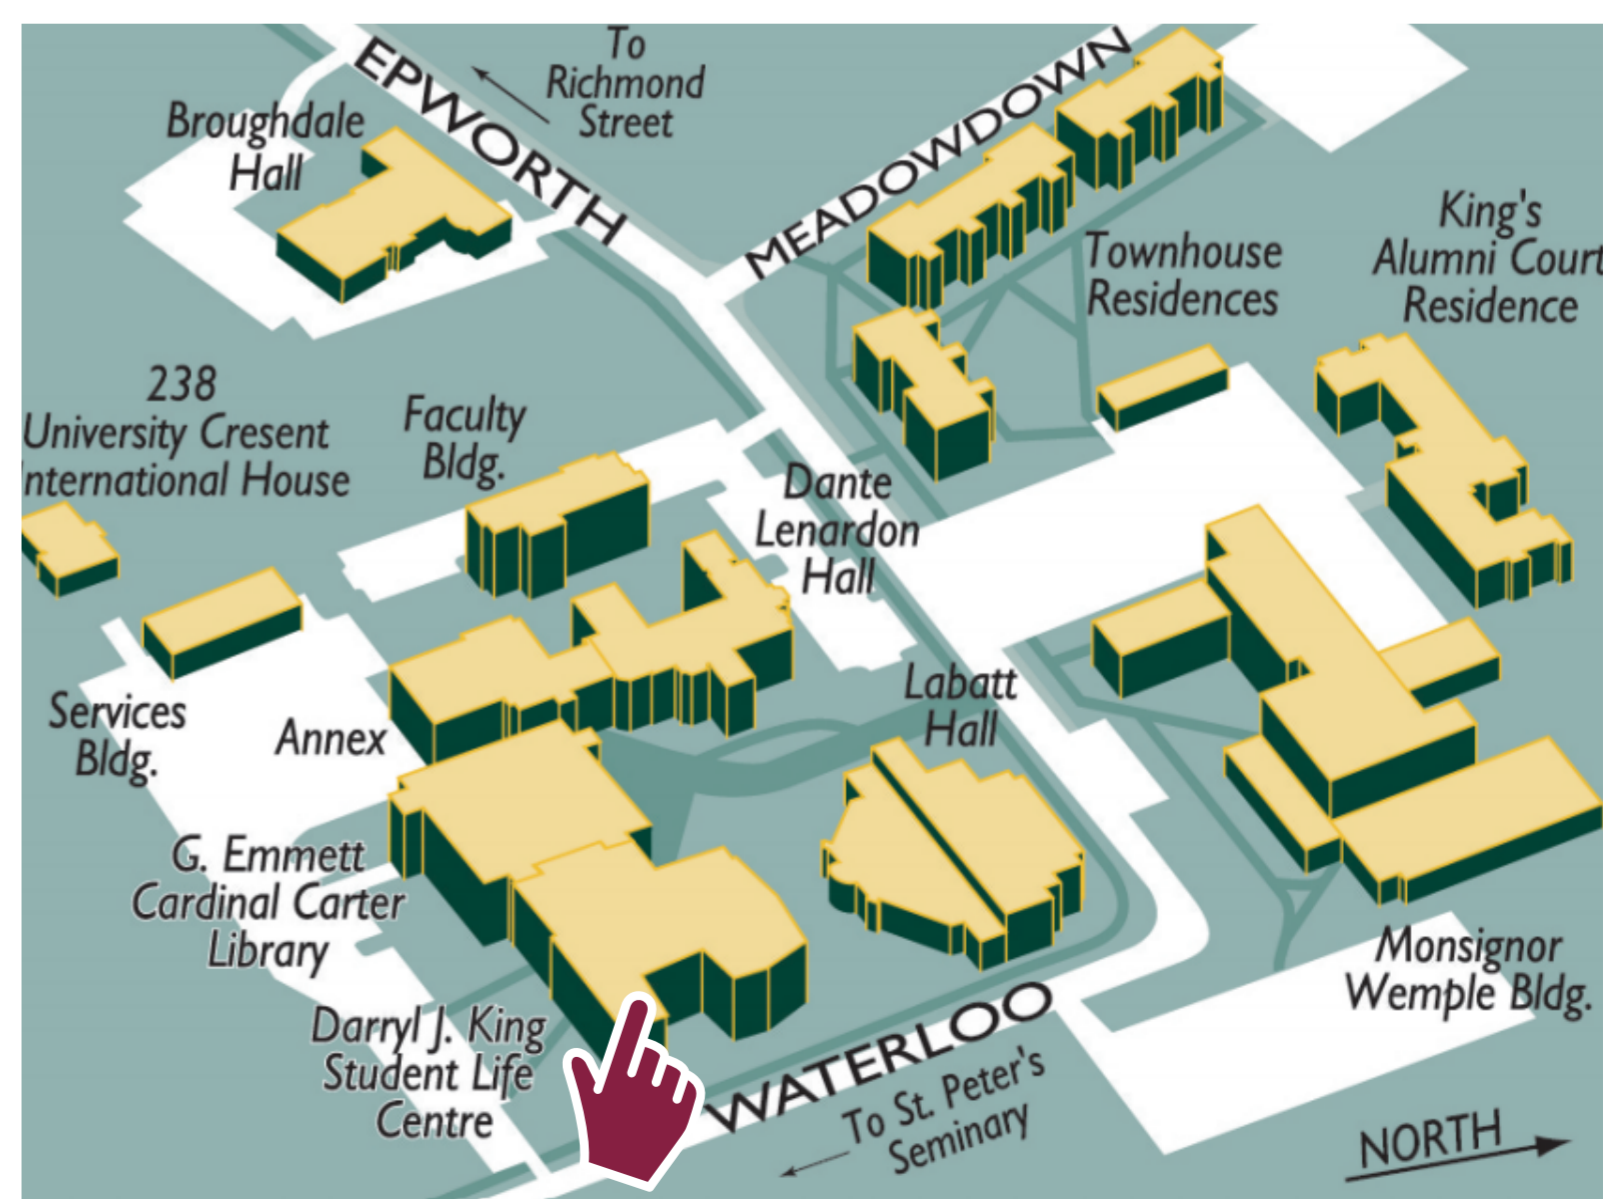 To
Richmond
Street
EPWORTH
MEADOWDOWN
Broughdale
Hall
King's
Alumni Court
Residence
Townhouse
Residences
238
University Cresent
nternational House
Faculty
Bldg.
Dante
Lenardon
Hall
Labatt
Hall
Services
Bldg.
Annex
G. Emmett
Cardinal Carter
Library
Monsignor
Wemple Bldg.
Darryl J. King
Student Life
Centre
WATERLOO
To St. Peter's
Seminary
NORTH